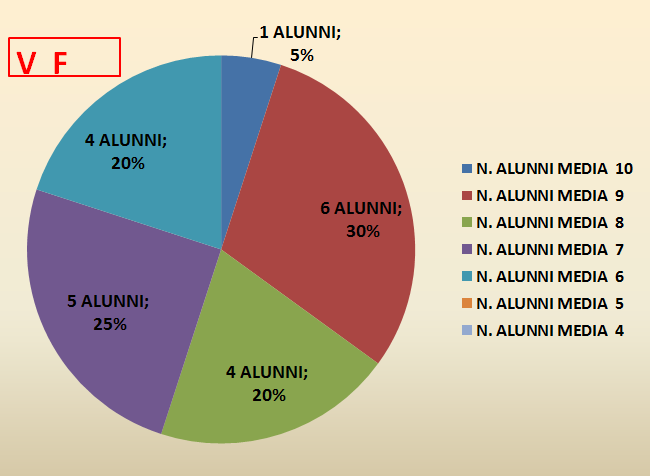 V F
1 ALUNNI;
5%
6 ALUNNI;
30%
4 ALUNNI;
20%
5 ALUNNI;
25%
4 ALUNNI;
20%
N. ALUNNI MEDIA 10
N. ALUNNI MEDIA 9
N. ALUNNI MEDIA 8
N. ALUNNI MEDIA 7
N. ALUNNI MEDIA 6
N. ALUNNI MEDIA 5
N. ALUNNI MEDIA 4